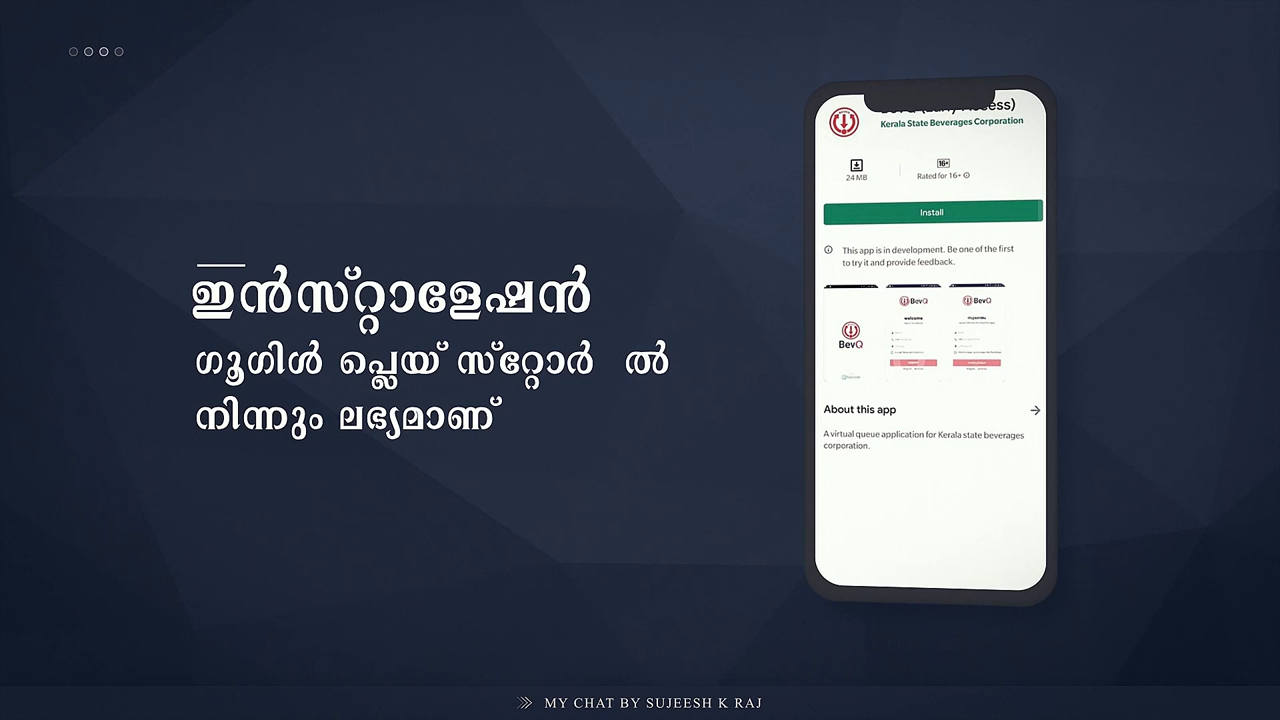 ഇൻസ്റ്റാളേഷൻ
ഗൂഗിൾ പ്ലെയ് സ്റ്റോർ ൽ
നിന്നും ലഭ്യമാണ്
Kerala State Beverages Corporation
24 MB
16+
Rated for 16+
Install
This app is in development. Be one of the first
to try it and provide feedback.
BevQ
BevQ
welcome
BevQ
About this app
A virtual queue application for Kerala state beverages
corporation.
MY CHAT BY SUJEESH K RAJ